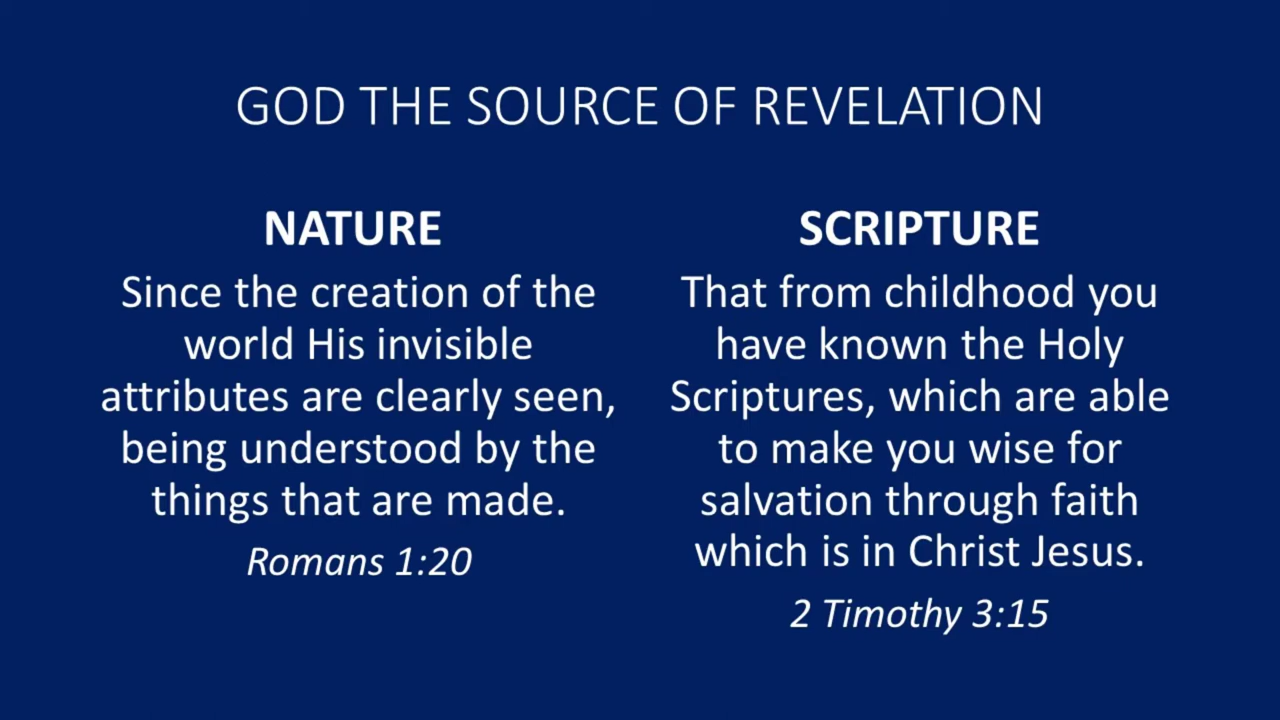 GOD THE SOURCE OF REVELATION
NATURE
Since the creation of the
world His invisible
attributes are clearly seen,
being understood by the
things that are made.
Romans 1:20
SCRIPTURE
That from childhood you
have known the Holy
Scriptures, which are able
to make you wise for
salvation through faith
which is in Christ Jesus.
2 Timothy 3:15